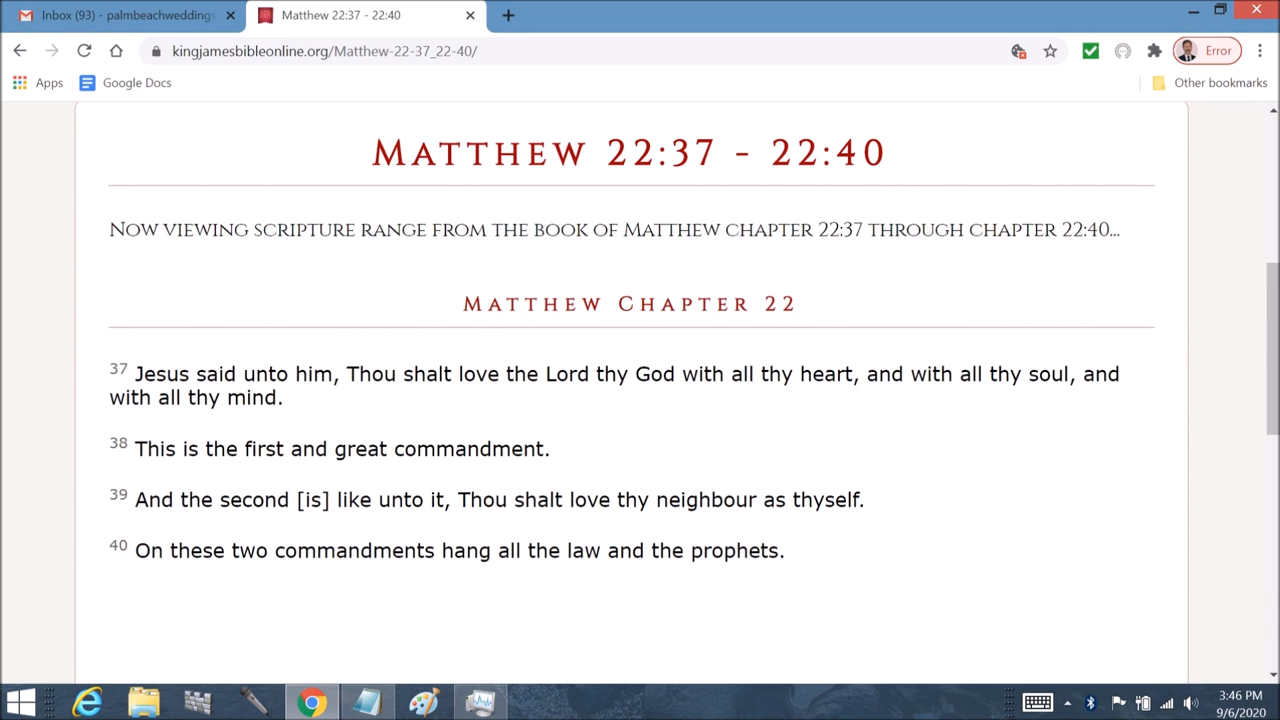 Inbox (93) - palmbeachweddings
Matthew 22:37 - 22:40
kingjamesbibleonline.org/Matthew-22-37_22-40/
Error
Apps
Google Docs
Other bookmarks
MATTHEW 22:37 - 22:40
NOW VIEWING SCRIPTURE RANGE FROM THE BOOK OF MATTHEW CHAPTER 22:37 THROUGH CHAPTER 22:40...
MATTHEW CHAPTER 22
37 Jesus said unto him, Thou shalt love the Lord thy God with all thy heart, and with all thy soul, and
with all thy mind.
38 This is the first and great commandment.
39 And the second [is] like unto it, Thou shalt love thy neighbour as thyself.
40 On these two commandments hang all the law and the prophets.
3:46 PM
9/6/2020